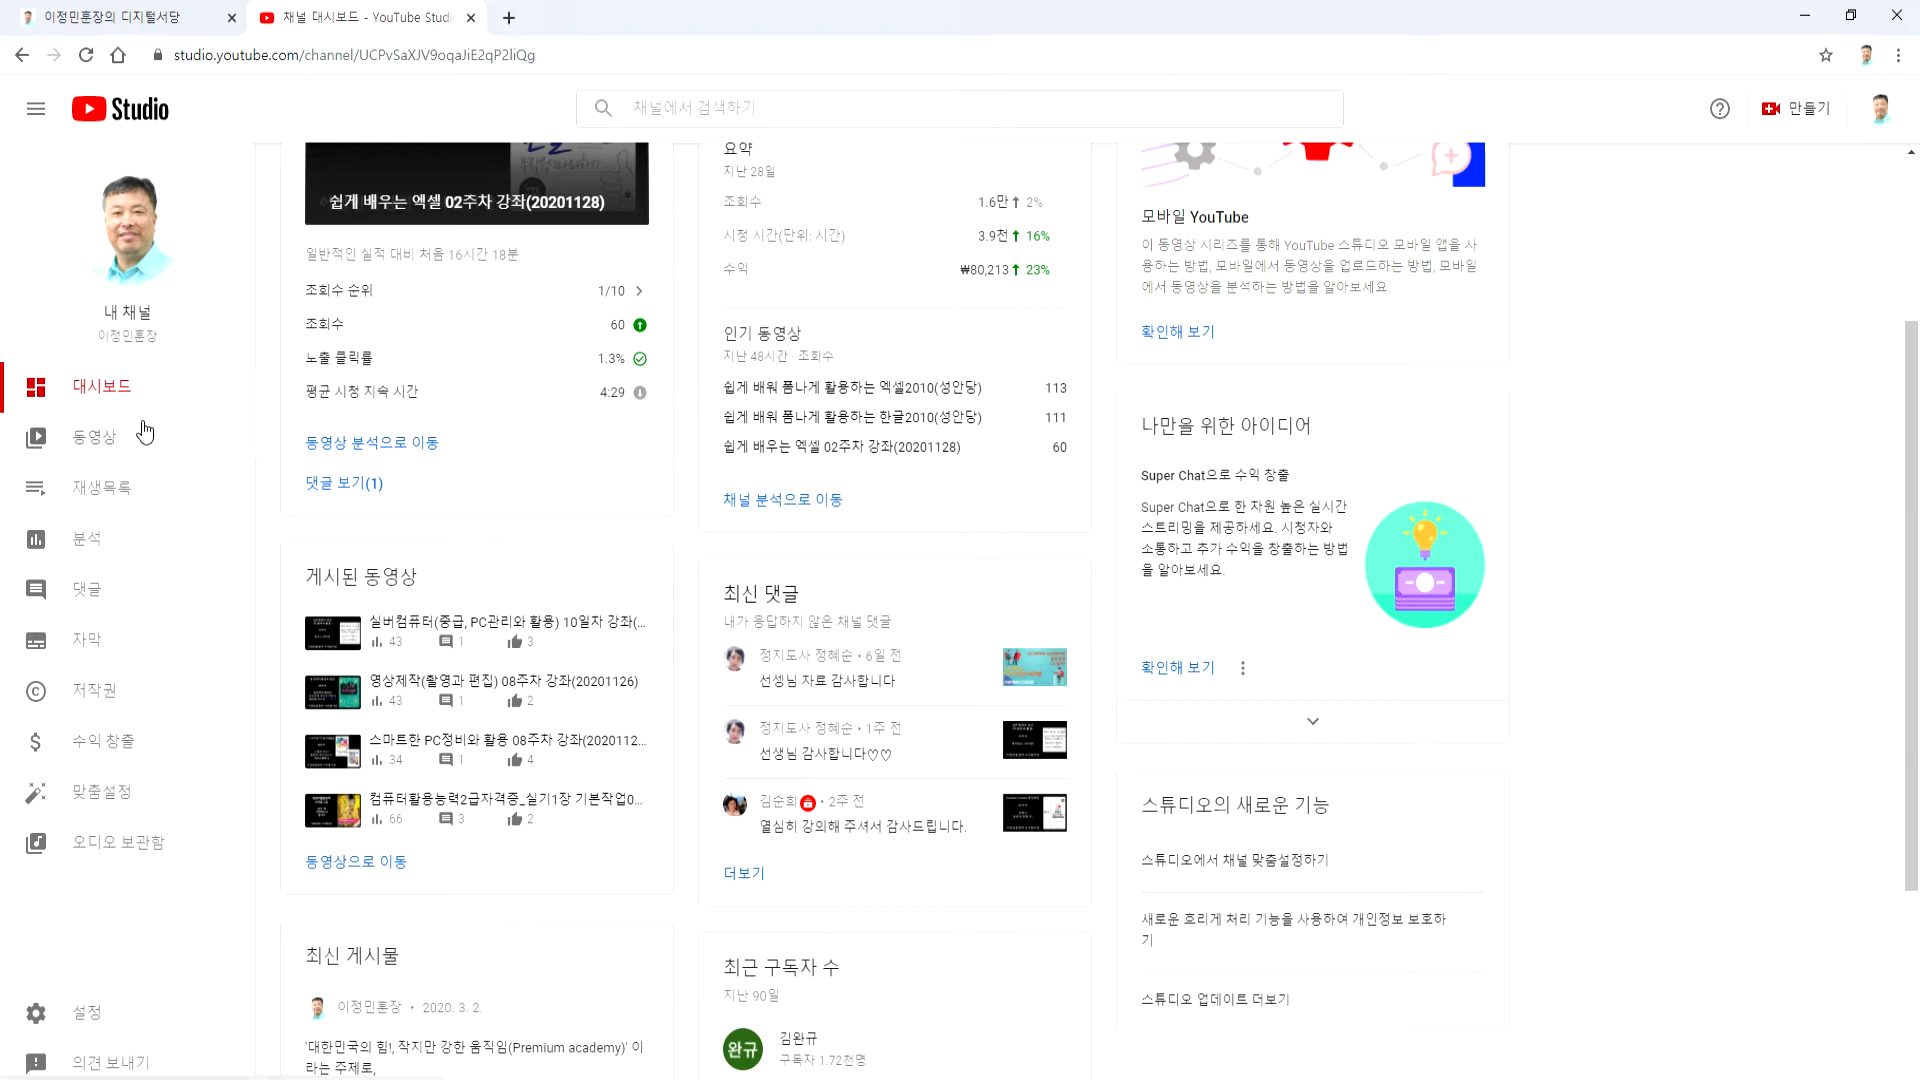 이정민훈장의 디지털서당
채널 대시보드 - YouTube Studi
studio.youtube.com/channel/UCPvSaXJV9oqaJiE2qP2liQg
Studio
채널에서 검색하기
만들기
내 채널
이정민훈장
대시보드
동영상
재생목록
분석
댓글
자막
저작권
수익 창출
맞춤설정
오디오 보관함
설정
의견 보내기
쉽게 배우는 엑셀 02주차 강좌(20201128)
일반적인 실적 대비 처음 16시간 18분
조회수 순위 1/10
조회수 60
노출 클릭률 1.3%
평균 시청 지속 시간 4:29
동영상 분석으로 이동
댓글 보기(1)
게시된 동영상
실버컴퓨터(중급, PC관리와 활용) 10일차 강좌(...
43 1 3
영상제작(촬영과 편집) 08주차 강좌(20201126)
43 1 2
스마트한 PC정비와 활용 08주차 강좌(2020112...
34 1 4
컴퓨터활용능력2급자격증_실기1장 기본작업0...
66 3 2
동영상으로 이동
최신 게시물
이정민훈장 • 2020. 3. 2.
'대한민국의 힘!, 작지만 강한 움직임(Premium academy)' 이
라는 주제로,
요약
지난 28일
조회수 1.6만 2%
시청 시간(단위: 시간) 3.9천 16%
수익 ₩80,213 23%
인기 동영상
지난 48시간 · 조회수
쉽게 배워 폼나게 활용하는 엑셀2010(성안당) 113
쉽게 배워 폼나게 활용하는 한글2010(성안당) 111
쉽게 배우는 엑셀 02주차 강좌(20201128) 60
채널 분석으로 이동
최신 댓글
내가 응답하지 않은 채널 댓글
정지도사 정혜순 • 6일 전
선셍님 자료 감사합니다
정지도사 정혜순 • 1주 전
선생님 감사합니다♡♡
김순희 • 2주 전
열심히 강의해 주셔서 감사드립니다.
더보기
최근 구독자 수
지난 90일
완규
김완규
구독자 1.72천명
모바일 YouTube
이 동영상 시리즈를 통해 YouTube 스튜디오 모바일 앱을 사
용하는 방법, 모바일에서 동영상을 업로드하는 방법, 모바일
에서 동영상을 분석하는 방법을 알아보세요.
확인해 보기
나만을 위한 아이디어
Super Chat으로 수익 창출
Super Chat으로 한 차원 높은 실시간
스트리밍을 제공하세요. 시청자와
소통하고 추가 수익을 창출하는 방법
을 알아보세요.
확인해 보기
스튜디오의 새로운 기능
스튜디오에서 채널 맞춤설정하기
새로운 흐리게 처리 기능을 사용하여 개인정보 보호하
기
스튜디오 업데이트 더보기